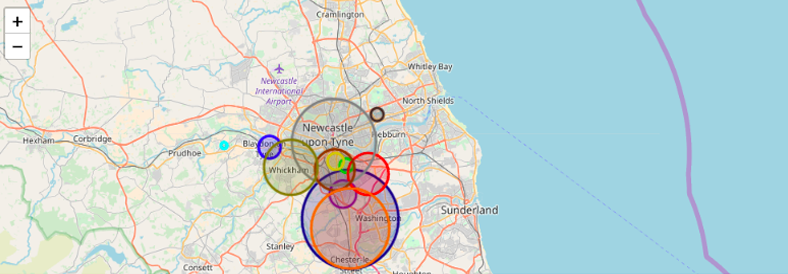 +
−
Cramlington
Newcastle
International
Airport
Whitley Bay
North Shields
Hexham
Corbridge
Prudhoe
Newcastle
upon Tyne
Hebburn
Whickham
Washington
Sunderland
Stanley
Chester-le-
Street
Consett
Houghton